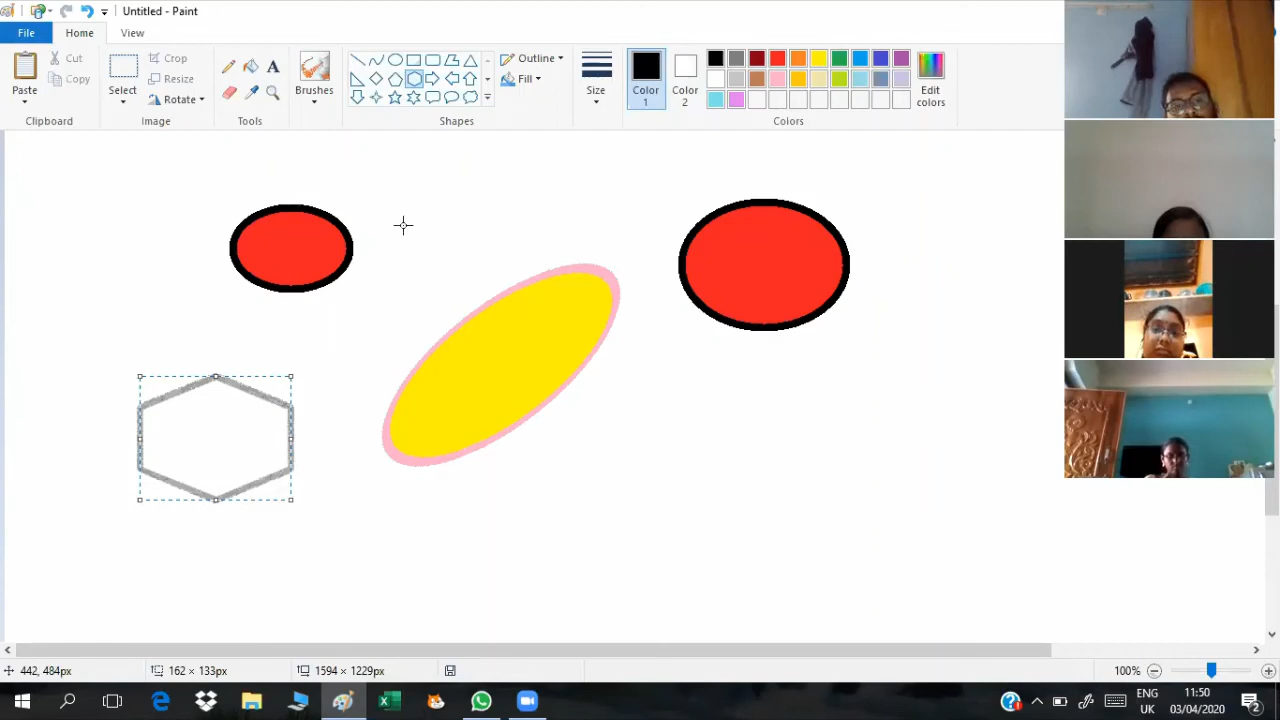 Untitled - Paint
File
Home
View
Paste
Cut
Copy
Clipboard
Select
Crop
Resize
Rotate
Image
A
Tools
Brushes
Outline
Fill
Shapes
Size
Color
1
Color
2
Edit
colors
Colors
442, 484px
162 × 133px
1594 × 1229px
100%
ENG
UK
11:50
03/04/2020
2